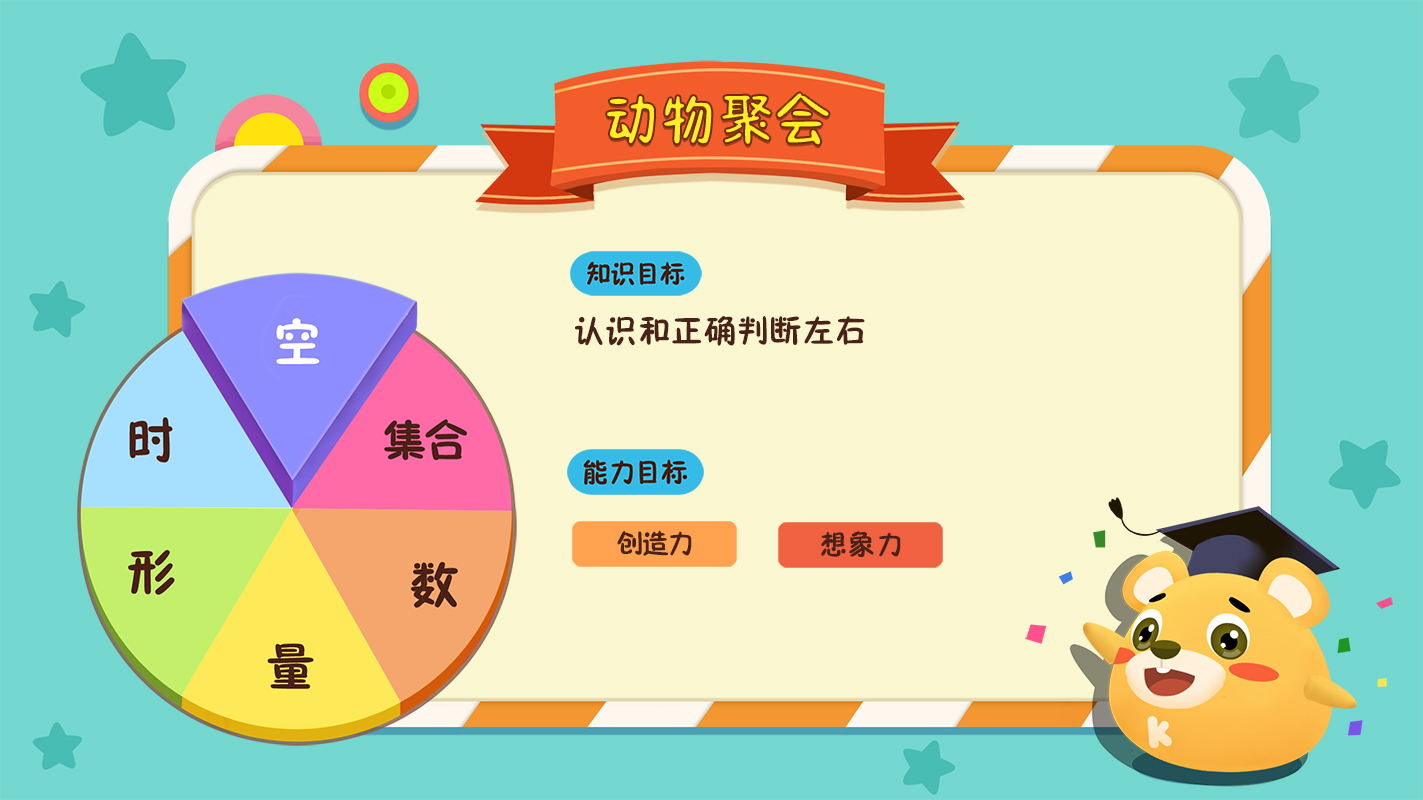 动物聚会
知识目标
认识和正确判断左右
能力目标
创造力
想象力
空
时
集合
形
数
量
K